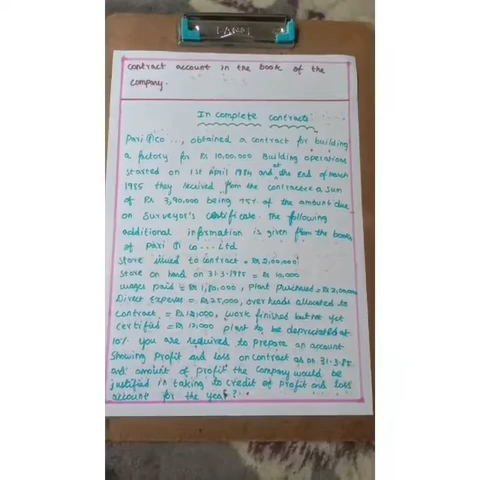 contract account in the book of the
company.
In complete contracts
Pari & Co ..., obtained a contract for building
a factory for Rs 10,00,000 Building operations
started on 1st April 1984 and at the end of march
1985 they received from the contractee a sum
of Rs 3,90,000 being 75% of the amount due
on Surveyor's certificate. The following
additional information is given from the books
of Pari & Co... Ltd
Store issued to contract = Rs 2,00,000
Store on hand on 31.3.1985 = Rs 10,000
wages paid = Rs 1,80,000, plant purchased = Rs 2,00,000
Direct Expenses = Rs 25,000, over heads allocated to
contract = work finished but not yet
certified = Rs 12,000 plant to be depreciated at
10% you are required to prepare an account
showing Profit and loss on contract as on 31.3.85
and amount of profit the company would be
justified in taking to credit of profit and loss
account for the year?